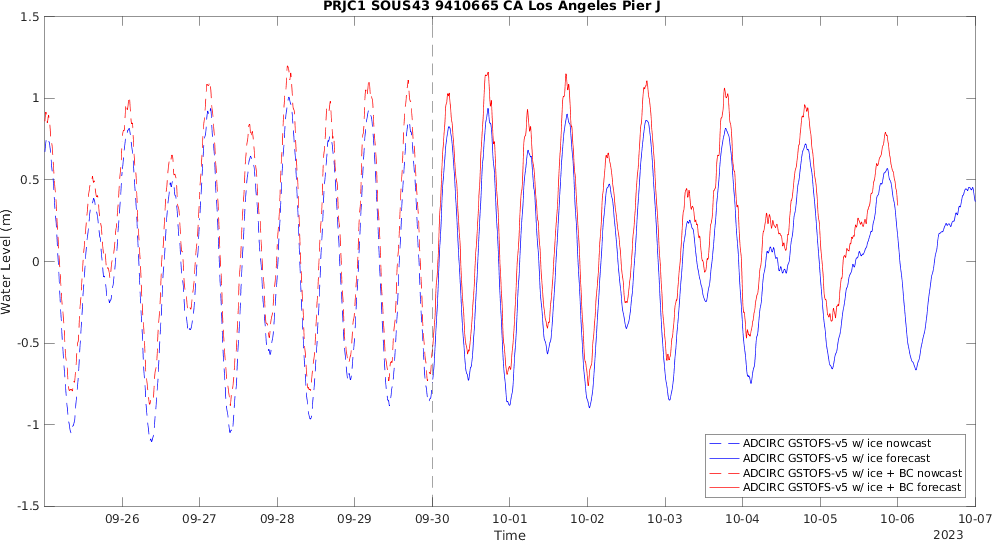 PRJC1 SOUS43 9410665 CA Los Angeles Pier J
1.5
1
0.5
0
-0.5
-1
-1.5
Water Level (m)
ADCIRC GSTOFS-v5 w/ ice nowcast
ADCIRC GSTOFS-v5 w/ ice forecast
ADCIRC GSTOFS-v5 w/ ice + BC nowcast
ADCIRC GSTOFS-v5 w/ ice + BC forecast
09-26 09-27 09-28 09-29 09-30 10-01 10-02 10-03 10-04 10-05 10-06 10-07
Time
2023